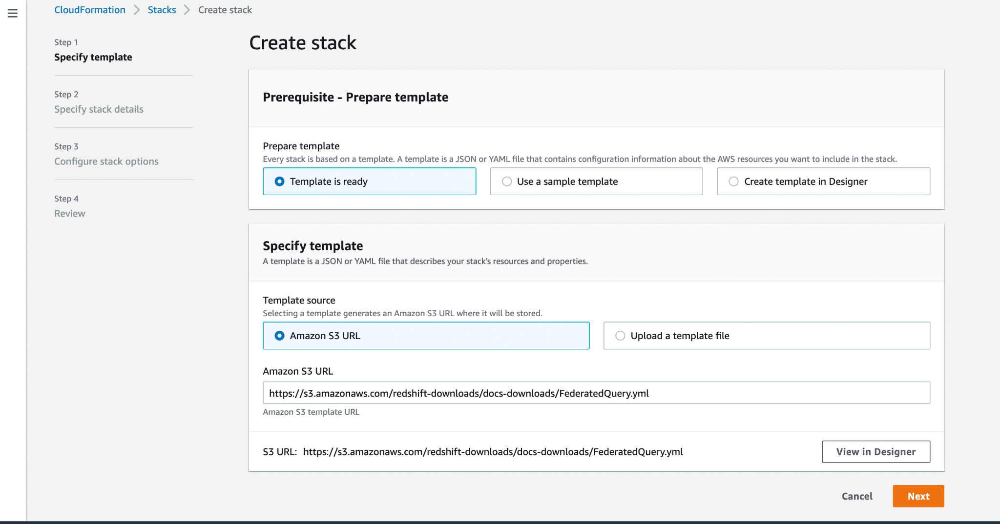 CloudFormation Stacks Create stack
Step 1
Specify template
Step 2
Specify stack details
Step 3
Configure stack options
Step 4
Review
Create stack
Prerequisite - Prepare template
Prepare template
Every stack is based on a template. A template is a JSON or YAML file that contains configuration information about the AWS resources you want to include in the stack.
Template is ready
Use a sample template
Create template in Designer
Specify template
A template is a JSON or YAML file that describes your stack's resources and properties.
Template source
Selecting a template generates an Amazon S3 URL where it will be stored.
Amazon S3 URL
Upload a template file
Amazon S3 URL
https://s3.amazonaws.com/redshift-downloads/docs-downloads/FederatedQuery.yml
Amazon S3 template URL
S3 URL: https://s3.amazonaws.com/redshift-downloads/docs-downloads/FederatedQuery.yml
View in Designer
Cancel
Next